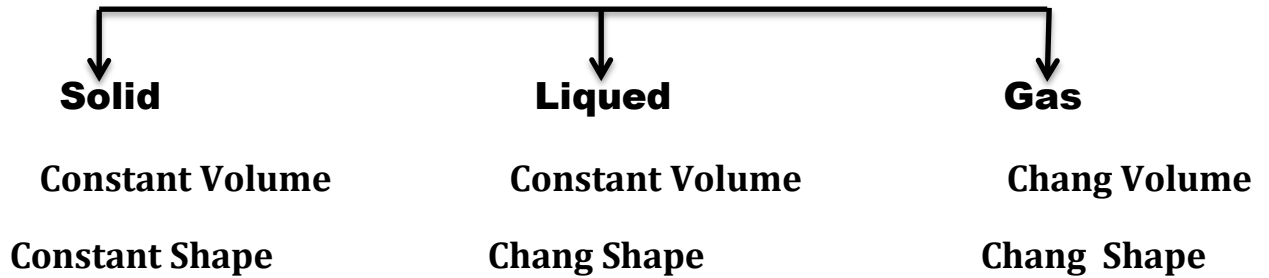 Solid Liqued Gas
Constant Volume Constant Volume Chang Volume
Constant Shape Chang Shape Chang Shape